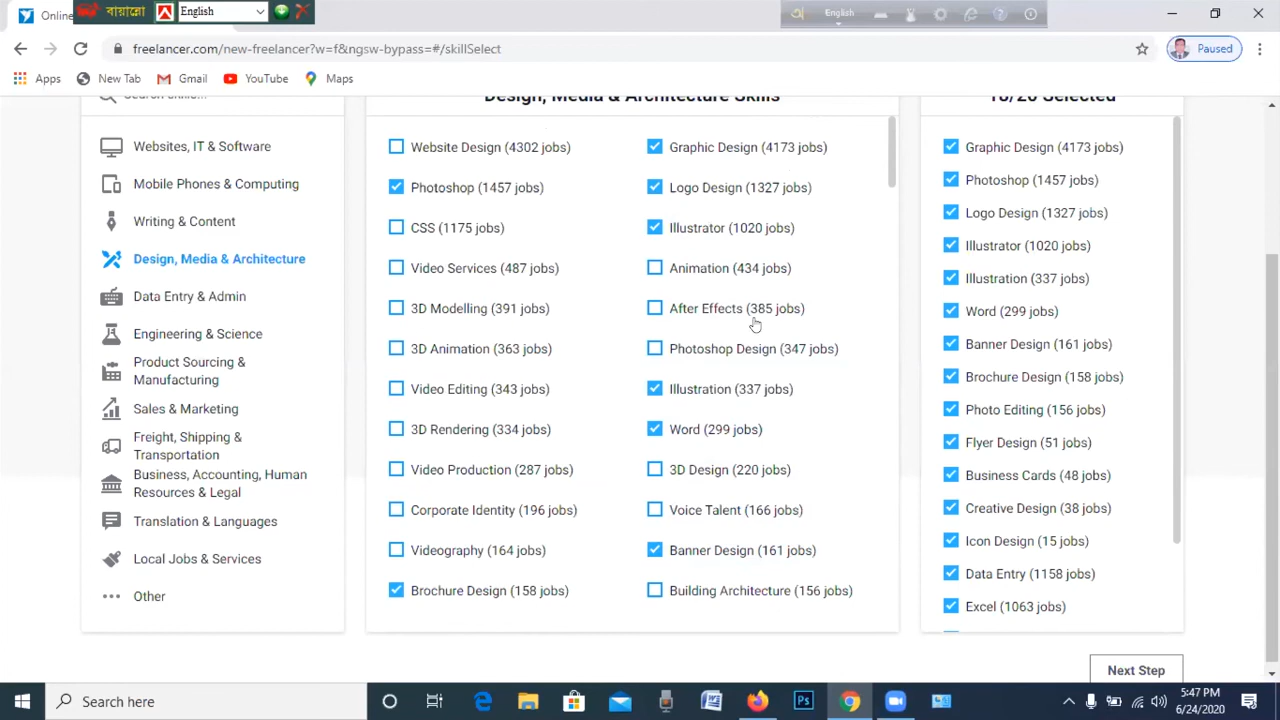 Online
বায়ান্নো
English
English
freelancer.com/new-freelancer?w=f&ngsw-bypass=#/skillSelect
Paused
Apps
New Tab
Gmail
YouTube
Maps
Search skills...
Websites, IT & Software
Mobile Phones & Computing
Writing & Content
Design, Media & Architecture
Data Entry & Admin
Engineering & Science
Product Sourcing &
Manufacturing
Sales & Marketing
Freight, Shipping &
Transportation
Business, Accounting, Human
Resources & Legal
Translation & Languages
Local Jobs & Services
Other
Design, Media & Architecture Skills
Website Design (4302 jobs)
Graphic Design (4173 jobs)
Photoshop (1457 jobs)
Logo Design (1327 jobs)
CSS (1175 jobs)
Illustrator (1020 jobs)
Video Services (487 jobs)
Animation (434 jobs)
3D Modelling (391 jobs)
After Effects (385 jobs)
3D Animation (363 jobs)
Photoshop Design (347 jobs)
Video Editing (343 jobs)
Illustration (337 jobs)
3D Rendering (334 jobs)
Word (299 jobs)
Video Production (287 jobs)
3D Design (220 jobs)
Corporate Identity (196 jobs)
Voice Talent (166 jobs)
Videography (164 jobs)
Banner Design (161 jobs)
Brochure Design (158 jobs)
Building Architecture (156 jobs)
18/20 Selected
Graphic Design (4173 jobs)
Photoshop (1457 jobs)
Logo Design (1327 jobs)
Illustrator (1020 jobs)
Illustration (337 jobs)
Word (299 jobs)
Banner Design (161 jobs)
Brochure Design (158 jobs)
Photo Editing (156 jobs)
Flyer Design (51 jobs)
Business Cards (48 jobs)
Creative Design (38 jobs)
Icon Design (15 jobs)
Data Entry (1158 jobs)
Excel (1063 jobs)
Next Step
Search here
5:47 PM
6/24/2020